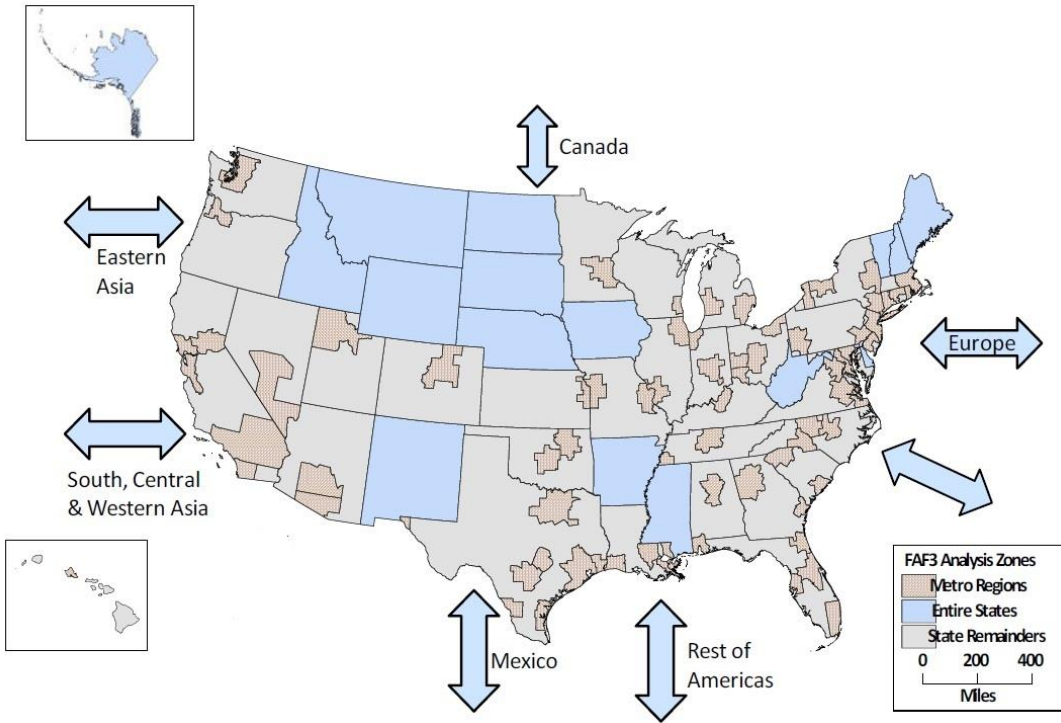 Canada
Eastern
Asia
Europe
South, Central
& Western Asia
Mexico
Rest of
Americas
FAF3 Analysis Zones
Metro Regions
Entire States
State Remainders
0 200 400
Miles